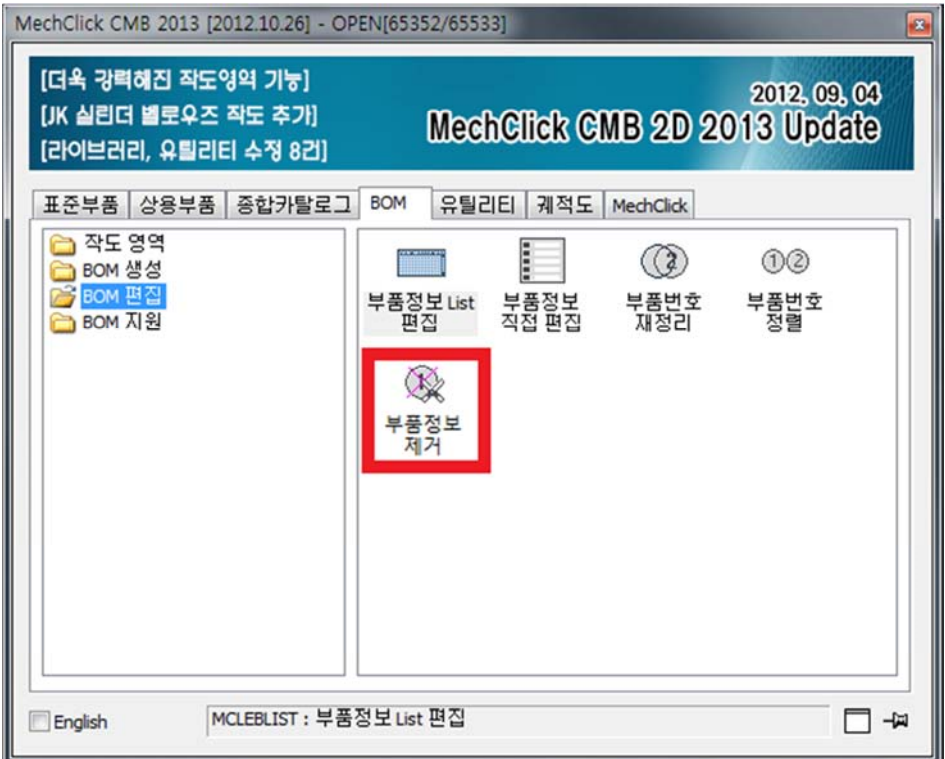 MechClick CMB 2013 [2012.10.26] - OPEN[65352/65533]
[더욱 강력해진 작도영역 기능]
[JK 실린더 벨로우즈 작도 추가]
[라이브러리, 유틸리티 수정 8건]
2012. 09. 04
MechClick CMB 2D 2013 Update
표준부품 상용부품 종합카탈로그 BOM 유틸리티 궤적도 MechClick
작도 영역
BOM 생성
BOM 편집
BOM 지원
부품정보 List
편집
부품정보
직접 편집
부품번호
재정리
부품번호
정렬
부품정보
제거
English
MCLEBLIST : 부품정보 List 편집